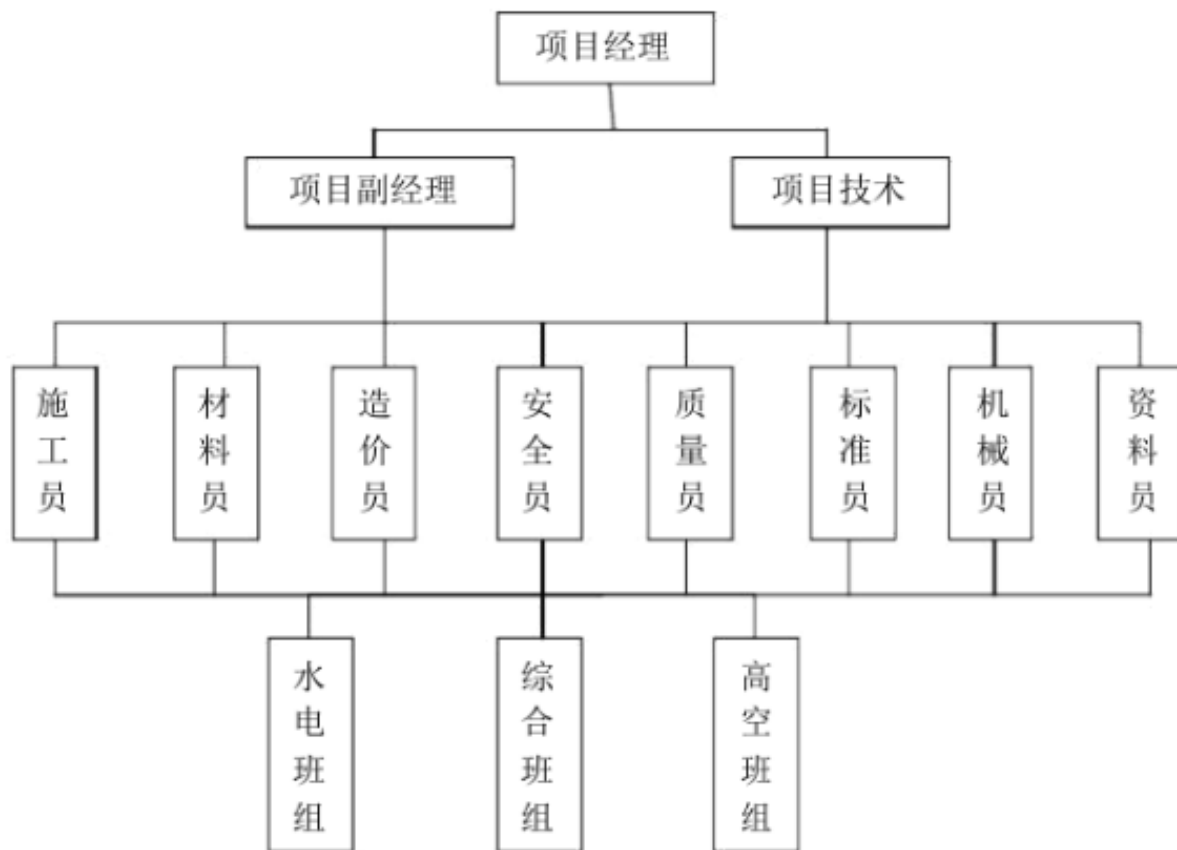 项目经理
项目副经理
项目技术
施工员
材料员
造价员
安全员
质量员
标准员
机械员
资料员
水电班组
综合班组
高空班组